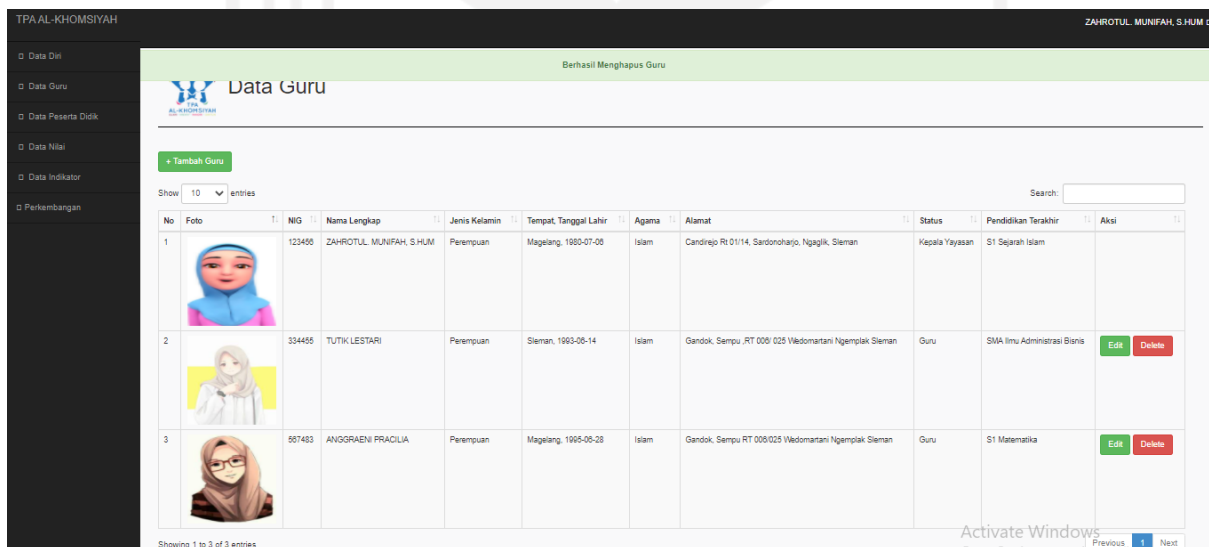 TPA AL-KHOMSIYAH
ZAHROTUL. MUNIFAH, S.HUM
Data Diri
Data Guru
Data Peserta Didik
Data Nilai
Data Indikator
Perkembangan
Berhasil Menghapus Guru
TPA
AL-KHOMSIYAH
Data Guru
+ Tambah Guru
Show 10 entries
Search:
No Foto NIG Nama Lengkap Jenis Kelamin Tempat, Tanggal Lahir Agama Alamat Status Pendidikan Terakhir Aksi
1 123456 ZAHROTUL. MUNIFAH, S.HUM Perempuan Magelang, 1980-07-06 Islam Candirejo Rt 01/14, Sardonoharjo, Ngaglik, Sleman Kepala Yayasan S1 Sejarah Islam
2 334455 TUTIK LESTARI Perempuan Sleman, 1993-06-14 Islam Gandok, Sempu ,RT 006/ 025 Wedomartani Ngemplak Sleman Guru SMA Ilmu Administrasi Bisnis Edit Delete
3 567483 ANGGRAENI PRACILIA Perempuan Magelang, 1995-06-28 Islam Gandok, Sempu RT 006/025 Wedomartani Ngemplak Sleman Guru S1 Matematika Edit Delete
Activate Windows
Showing 1 to 3 of 3 entries
Previous 1 Next